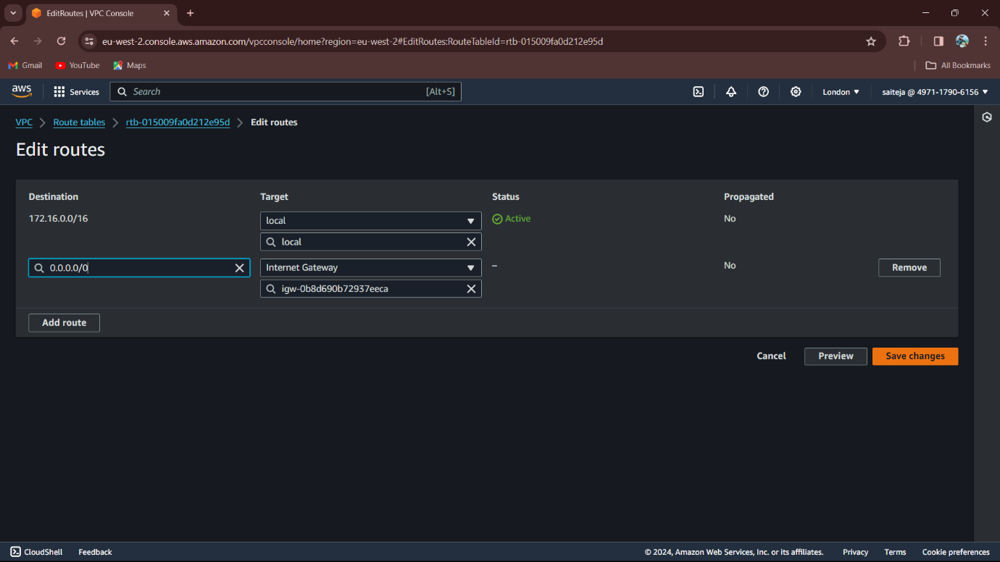 EditRoutes | VPC Console
eu-west-2.console.aws.amazon.com/vpcconsole/home?region=eu-west-2#EditRoutes:RouteTableId=rtb-015009fa0d212e95d
Gmail YouTube Maps All Bookmarks
aws Services Search [Alt+S] London saiteja @ 4971-1790-6156
VPC Route tables rtb-015009fa0d212e95d Edit routes
Edit routes
Destination Target Status Propagated
172.16.0.0/16 local Active No
local
0.0.0.0/0 Internet Gateway – No Remove
igw-0b8d690b72937eeca
Add route
Cancel Preview Save changes
CloudShell Feedback © 2024, Amazon Web Services, Inc. or its affiliates. Privacy Terms Cookie preferences